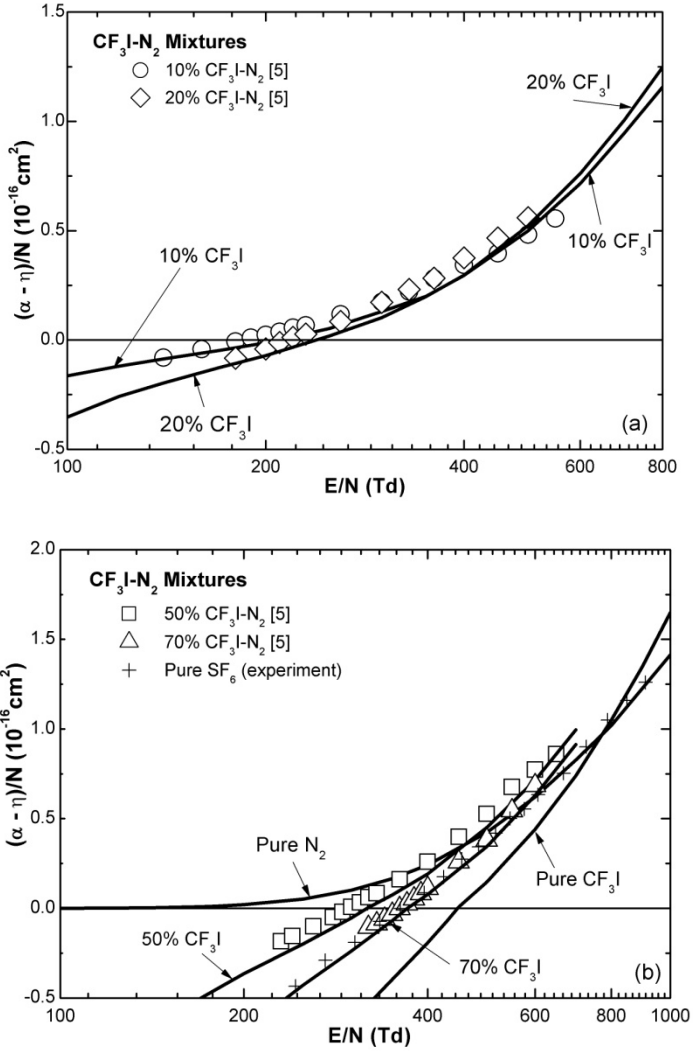 1.5
1.0
0.5
0.0
-0.5
(α - η)/N (10⁻¹⁶cm²)
CF₃I-N₂ Mixtures
10% CF₃I-N₂ [5]
20% CF₃I-N₂ [5]
20% CF₃I
10% CF₃I
10% CF₃I
20% CF₃I
(a)
100 200 400 600 800
E/N (Td)
2.0
1.5
1.0
0.5
0.0
-0.5
(α - η)/N (10⁻¹⁶cm²)
CF₃I-N₂ Mixtures
50% CF₃I-N₂ [5]
70% CF₃I-N₂ [5]
Pure SF₆ (experiment)
Pure N₂
Pure CF₃I
50% CF₃I
70% CF₃I
(b)
100 200 400 600 800 1000
E/N (Td)